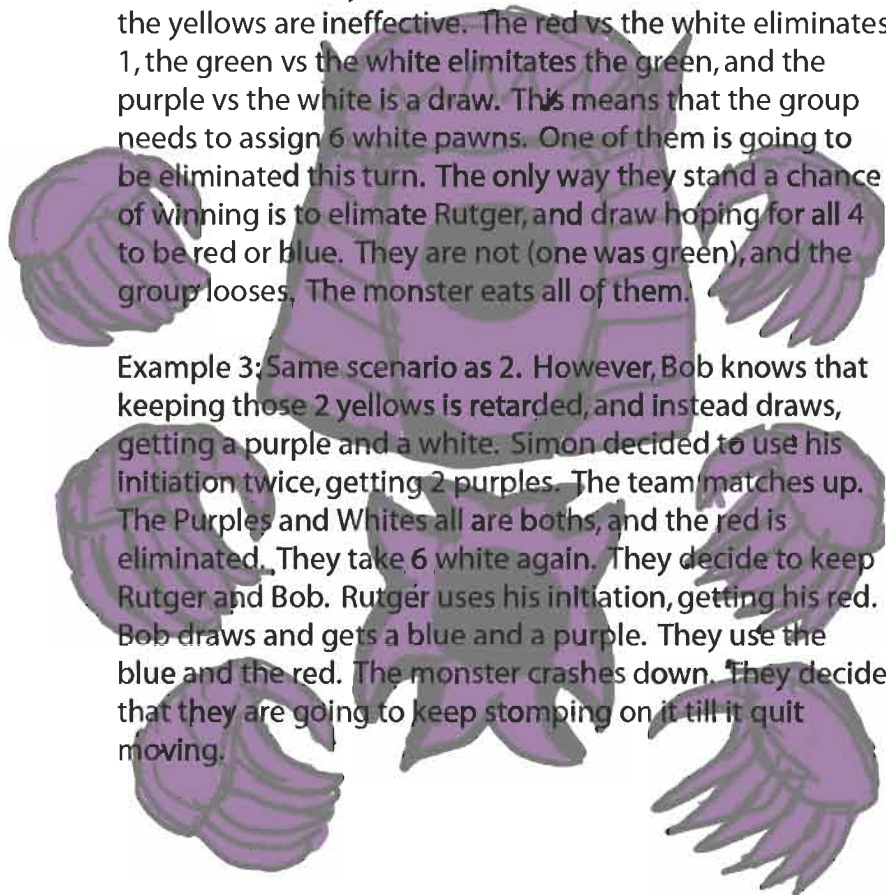 the yellows are ineffective. The red vs the white eliminates
1, the green vs the white elimitates the green, and the
purple vs the white is a draw. This means that the group
needs to assign 6 white pawns. One of them is going to
be eliminated this turn. The only way they stand a chance
of winning is to elimate Rutger, and draw hoping for all 4
to be red or blue. They are not (one was green), and the
group looses, The monster eats all of them.
Example 3: Same scenario as 2. However, Bob knows that
keeping those 2 yellows is retarded, and instead draws,
getting a purple and a white. Simon decided to use his
initiation twice, getting 2 purples. The team matches up.
The Purples and Whites all are boths, and the red is
eliminated. They take 6 white again. They decide to keep
Rutger and Bob. Rutger uses his initiation, getting his red.
Bob draws and gets a blue and a purple. They use the
blue and the red. The monster crashes down. They decide
that they are going to keep stomping on it till it quit
moving.